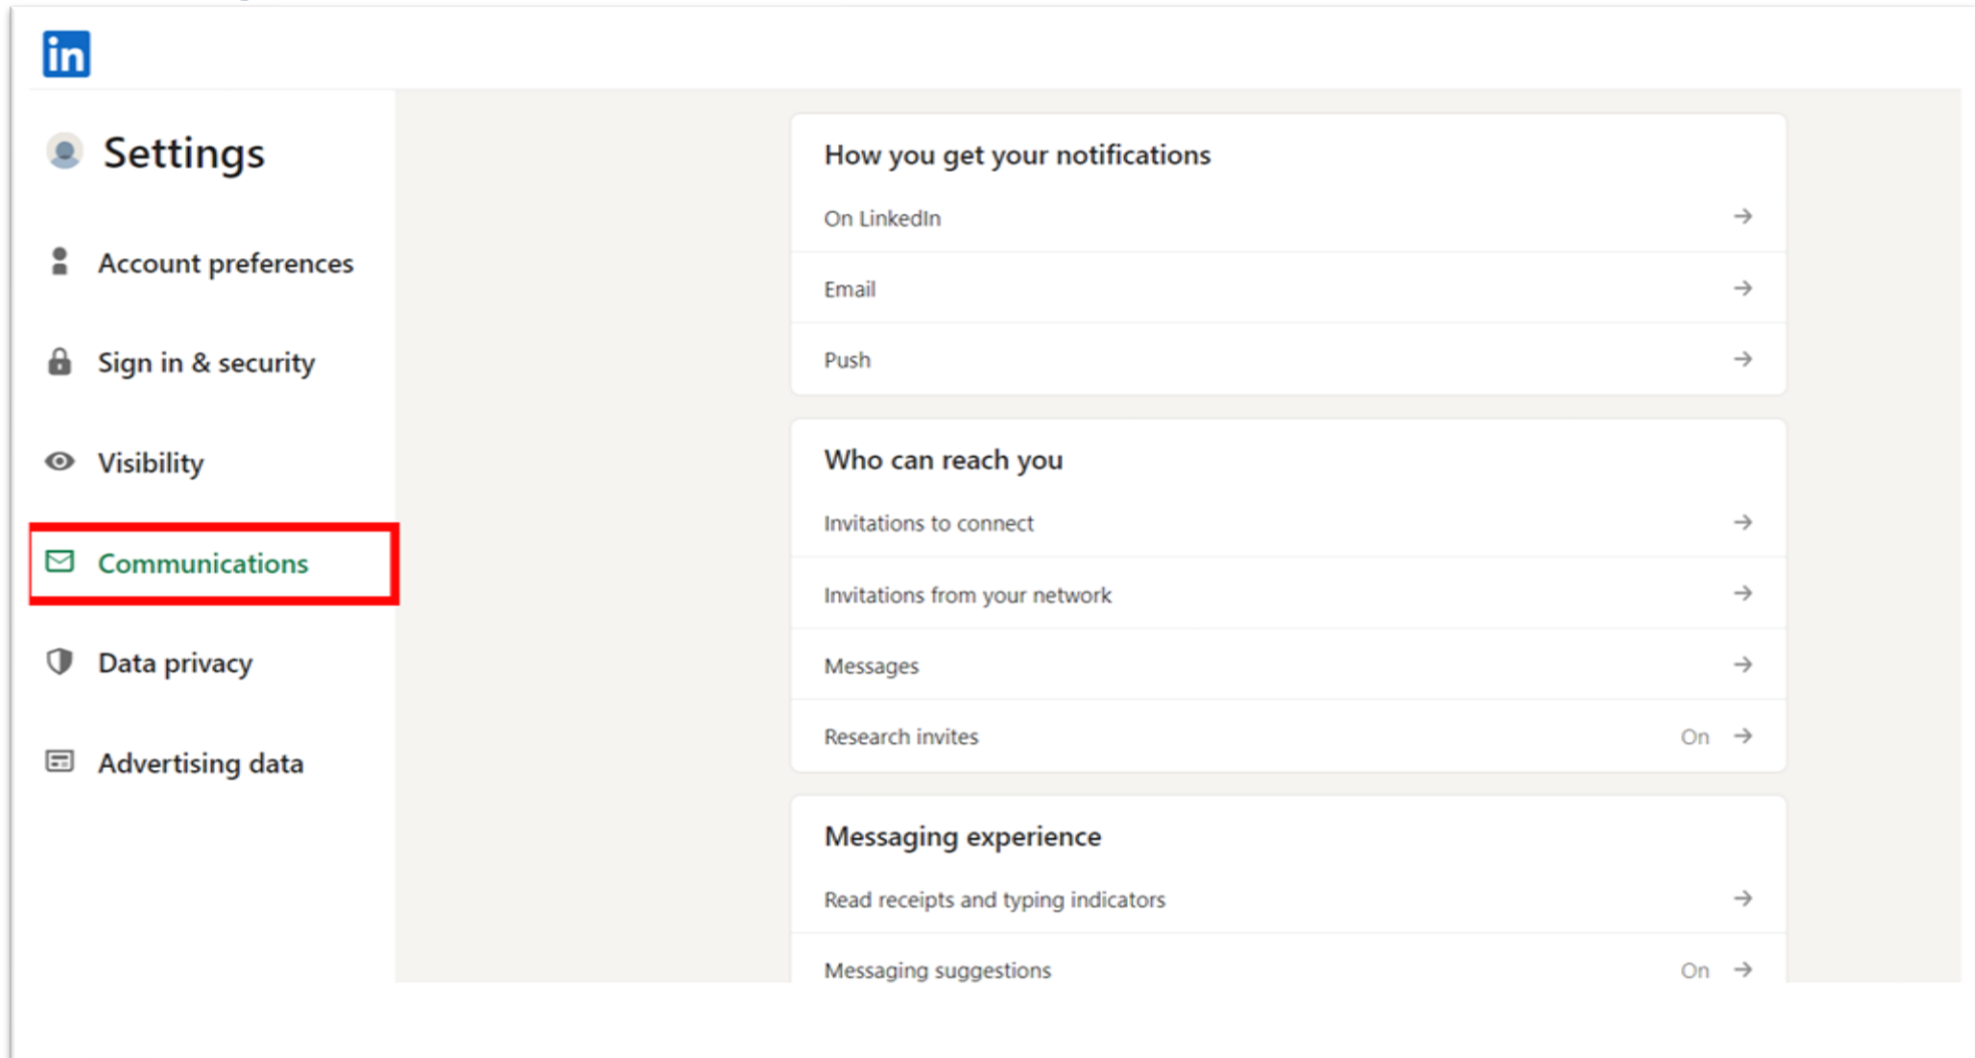 in
Settings
Account preferences
Sign in & security
Visibility
Communications
Data privacy
Advertising data
How you get your notifications
On LinkedIn
Email
Push
Who can reach you
Invitations to connect
Invitations from your network
Messages
Research invites On
Messaging experience
Read receipts and typing indicators
Messaging suggestions On